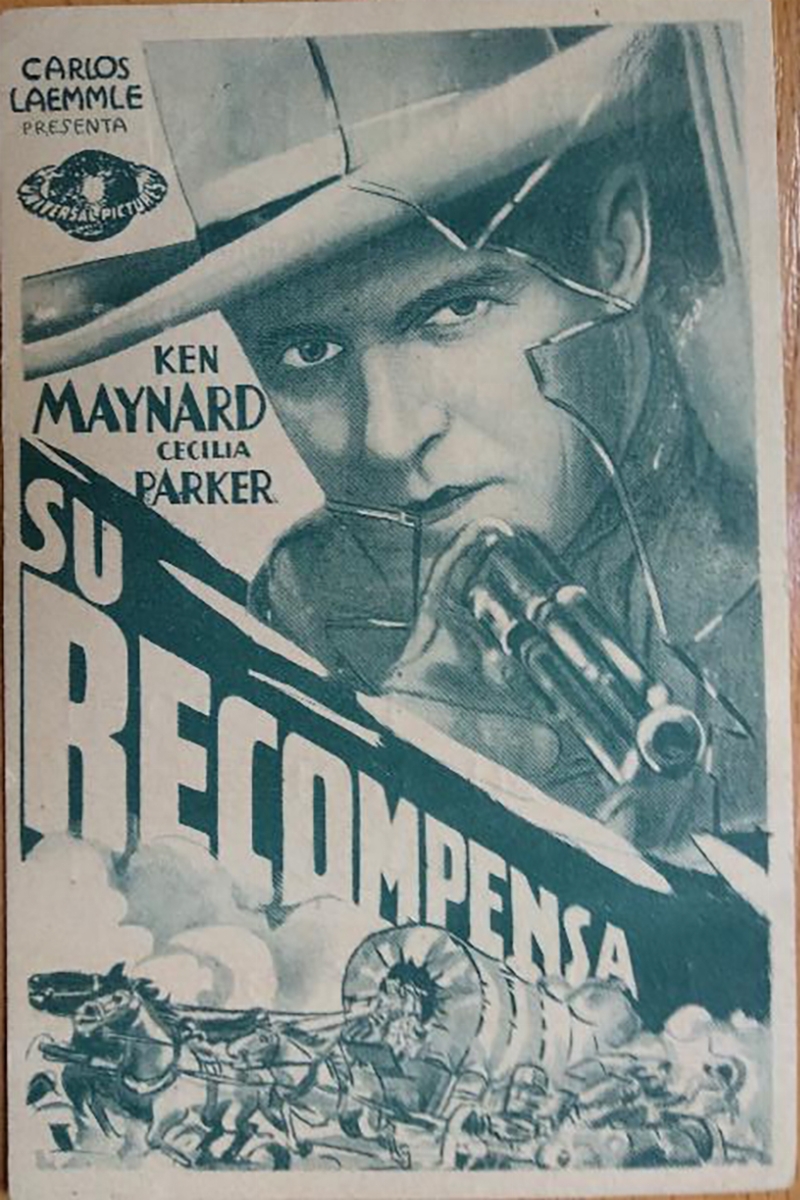 CARLOS
LAEMMLE
PRESENTA
UNIVERSAL PICTURES
KEN
MAYNARD
CECILIA
PARKER
SU
RECOMPENSA